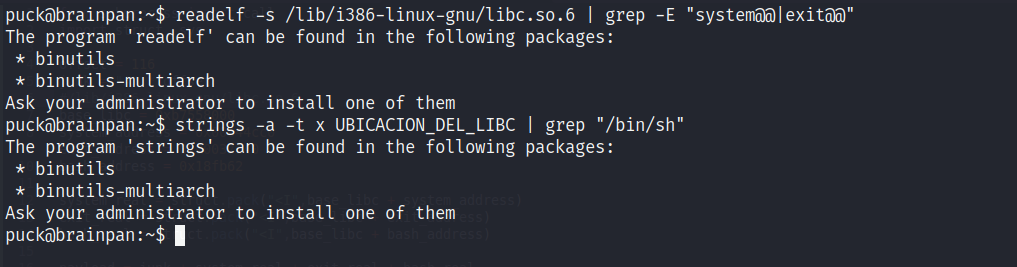 puck@brainpan:~$ readelf -s /lib/i386-linux-gnu/libc.so.6 | grep -E "system@@|exit@@"
The program 'readelf' can be found in the following packages:
 * binutils
 * binutils-multiarch
Ask your administrator to install one of them
puck@brainpan:~$ strings -a -t x UBICACION_DEL_LIBC | grep "/bin/sh"
The program 'strings' can be found in the following packages:
 * binutils
 * binutils-multiarch
Ask your administrator to install one of them
puck@brainpan:~$